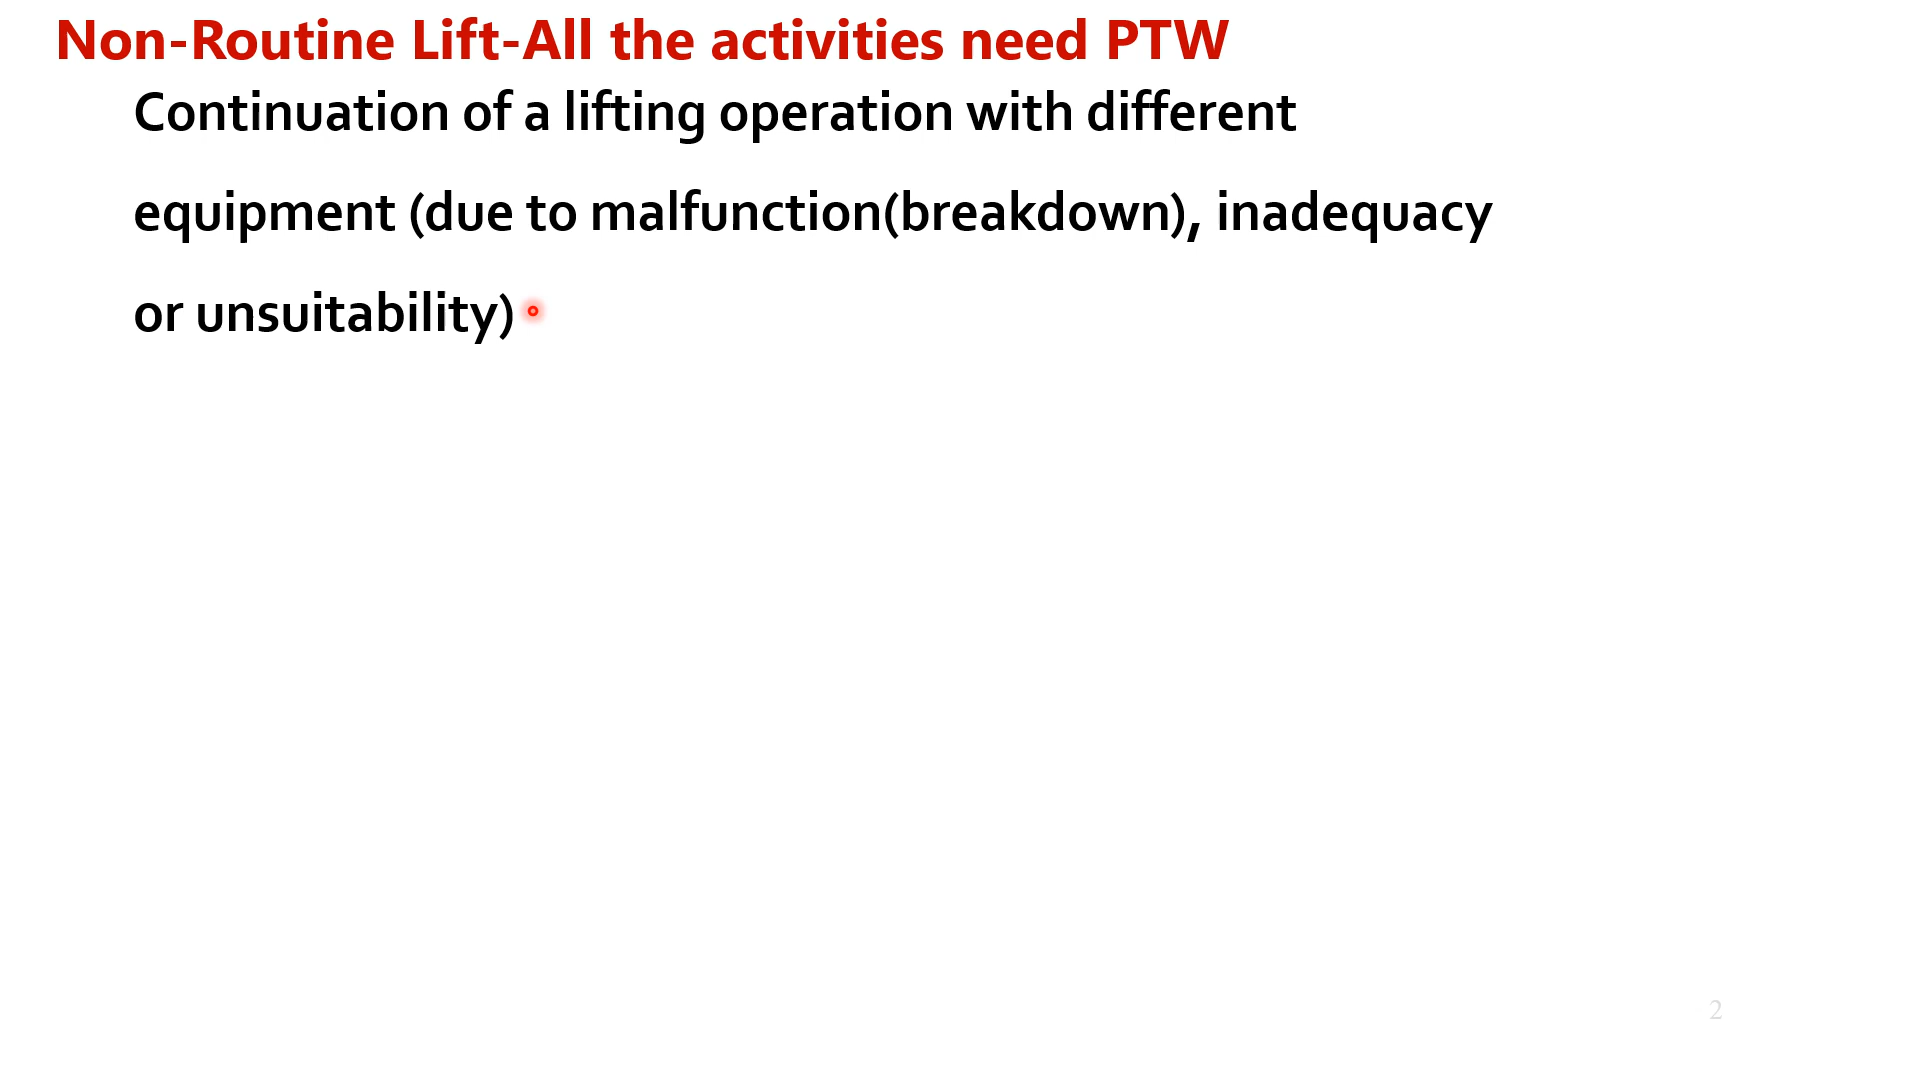 Non-Routine Lift-All the activities need PTW
Continuation of a lifting operation with different
equipment (due to malfunction(breakdown), inadequacy
or unsuitability)
2